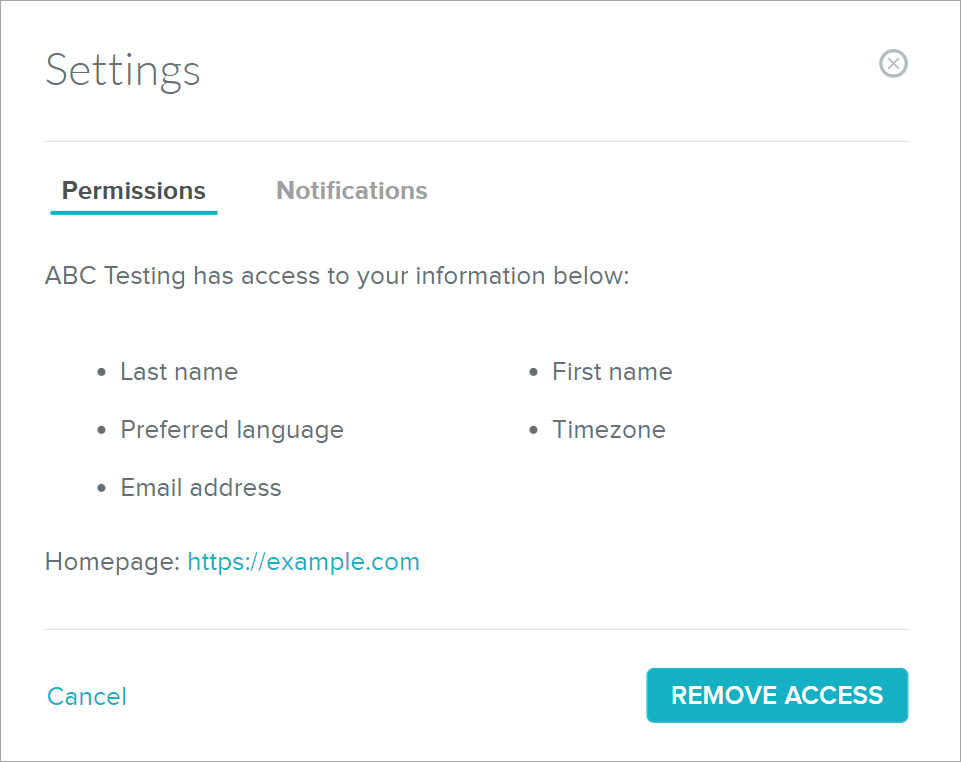 Settings
Permissions Notifications
ABC Testing has access to your information below:
• Last name
• First name
• Preferred language
• Timezone
• Email address
Homepage: https://example.com
Cancel
REMOVE ACCESS